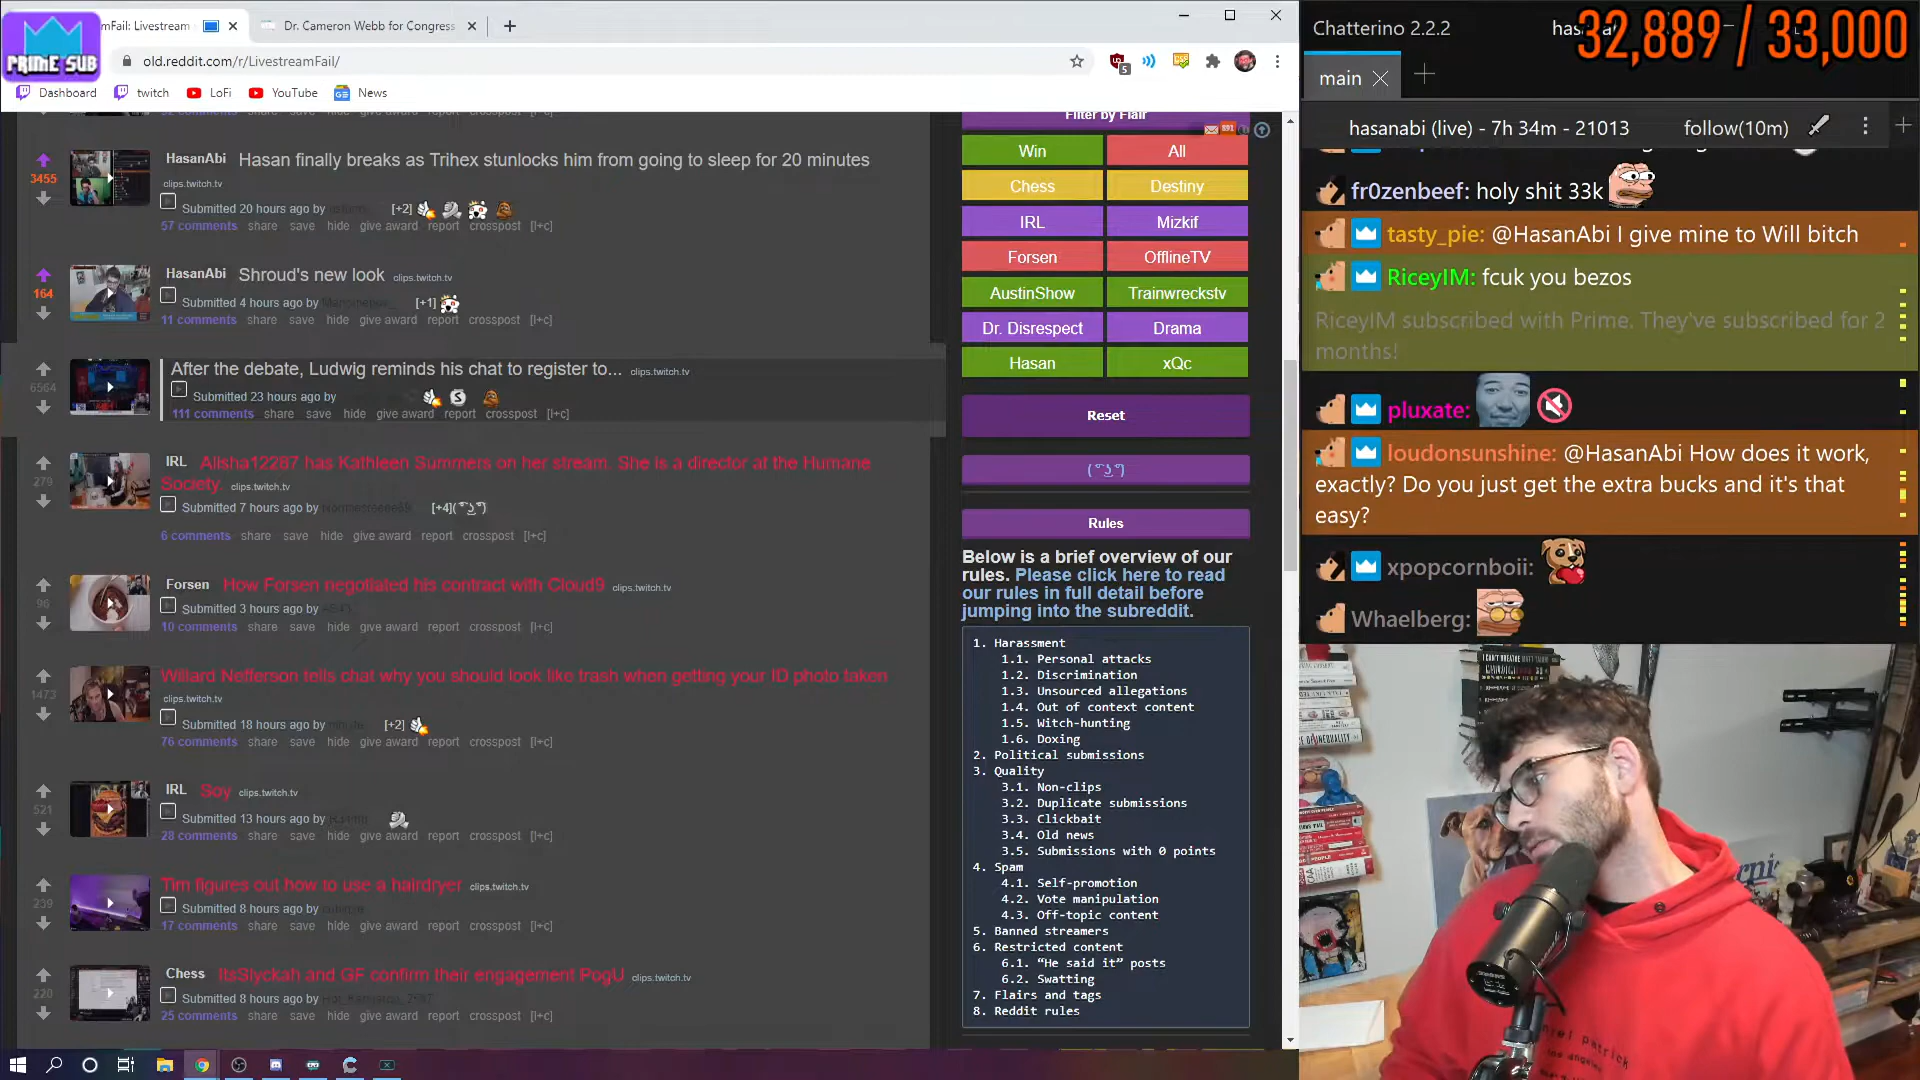 mFail: Livestream
Dr. Cameron Webb for Congress
PRIME SUB
old.reddit.com/r/LivestreamFail/
5
Dashboard
twitch
LoFi
YouTube
News
HasanAbi Hasan finally breaks as Trihex stunlocks him from going to sleep for 20 minutes
clips.twitch.tv
3455
Submitted 20 hours ago by [+2]
57 comments share save hide give award report crosspost [l+c]
HasanAbi Shroud's new look clips.twitch.tv
164
Submitted 4 hours ago by [+1]
11 comments share save hide give award report crosspost [l+c]
After the debate, Ludwig reminds his chat to register to... clips.twitch.tv
6564
Submitted 23 hours ago by
111 comments share save hide give award report crosspost [l+c]
IRL Alisha12287 has Kathleen Summers on her stream. She is a director at the Humane
Society. clips.twitch.tv
279
Submitted 7 hours ago by [+4]( ͡° ͜ʖ ͡°)
6 comments share save hide give award report crosspost [l+c]
Forsen How Forsen negotiated his contract with Cloud9 clips.twitch.tv
96
Submitted 3 hours ago by
10 comments share save hide give award report crosspost [l+c]
Willard Nefferson tells chat why you should look like trash when getting your ID photo taken
clips.twitch.tv
1473
Submitted 18 hours ago by [+2]
76 comments share save hide give award report crosspost [l+c]
IRL Soy clips.twitch.tv
521
Submitted 13 hours ago by
28 comments share save hide give award report crosspost [l+c]
Tim figures out how to use a hairdryer clips.twitch.tv
239
Submitted 8 hours ago by
17 comments share save hide give award report crosspost [l+c]
Chess ItsSlyckah and GF confirm their engagement PogU clips.twitch.tv
220
Submitted 8 hours ago by
25 comments share save hide give award report crosspost [l+c]
Filter by Flair
891
Win All
Chess Destiny
IRL Mizkif
Forsen OfflineTV
AustinShow Trainwreckstv
Dr. Disrespect Drama
Hasan xQc
Reset
( ͡° ͜ʖ ͡°)
Rules
Below is a brief overview of our
rules. Please click here to read
our rules in full detail before
jumping into the subreddit.
1. Harassment
1.1. Personal attacks
1.2. Discrimination
1.3. Unsourced allegations
1.4. Out of context content
1.5. Witch-hunting
1.6. Doxing
2. Political submissions
3. Quality
3.1. Non-clips
3.2. Duplicate submissions
3.3. Clickbait
3.4. Old news
3.5. Submissions with 0 points
4. Spam
4.1. Self-promotion
4.2. Vote manipulation
4.3. Off-topic content
5. Banned streamers
6. Restricted content
6.1. “He said it” posts
6.2. Swatting
7. Flairs and tags
8. Reddit rules
Chatterino 2.2.2
32,889 / 33,000
main
hasanabi (live) - 7h 34m - 21013 follow(10m)
fr0zenbeef: holy shit 33k
tasty_pie: @HasanAbi I give mine to Will bitch
RiceyIM: fcuk you bezos
RiceyIM subscribed with Prime. They've subscribed for 2
months!
pluxate:
loudonsunshine: @HasanAbi How does it work,
exactly? Do you just get the extra bucks and it's that
easy?
xpopcornboii:
Whaelberg: